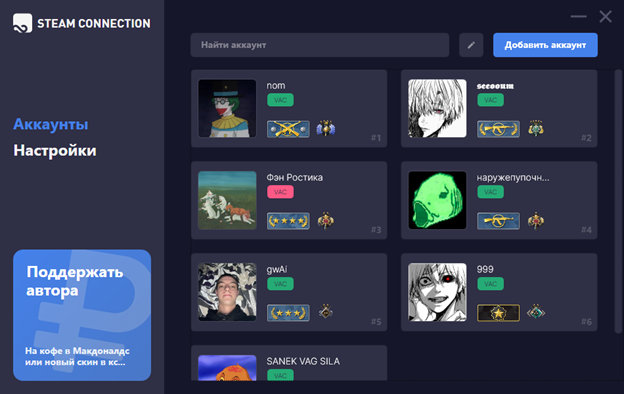 STEAM CONNECTION
Найти аккаунт
Добавить аккаунт
Аккаунты
Настройки
Поддержать
автора
На кофе в Макдоналдс
или новый скин в кс...
nom
VAC
#1
seeoonm
VAC
#2
Фэн Ростика
VAC
#3
наружепупочн...
VAC
#4
gwAi
VAC
#5
999
VAC
#6
SANEK VAG SILA
VAC